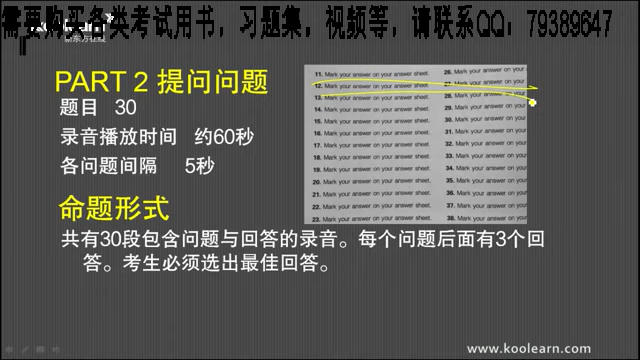 需要购买各类考试用书，习题集，视频等，请联系QQ：79389647
koolearn
PART 2 提问问题
题目 30
录音播放时间 约60秒
各问题间隔 5秒
命题形式
共有30段包含问题与回答的录音。每个问题后面有3个回
答。考生必须选出最佳回答。
11. Mark your answer on your answer sheet.
12. Mark your answer on your answer sheet.
13. Mark your answer on your answer sheet.
14. Mark your answer on your answer sheet.
15. Mark your answer on your answer sheet.
16. Mark your answer on your answer sheet.
17. Mark your answer on your answer sheet.
18. Mark your answer on your answer sheet.
19. Mark your answer on your answer sheet.
20. Mark your answer on your answer sheet.
21. Mark your answer on your answer sheet.
22. Mark your answer on your answer sheet.
23. Mark your answer on your answer sheet.
26. Mark your answer on your
27. Mark your answer on your
28. Mark your answer on your
29. Mark your answer on your
30. Mark your answer on your
31. Mark your answer on your
32. Mark your answer on your
33. Mark your answer on your
34. Mark your answer on your
35. Mark your answer on your
36. Mark your answer on your
37. Mark your answer on your
38. Mark your answer on your
www.koolearn.com